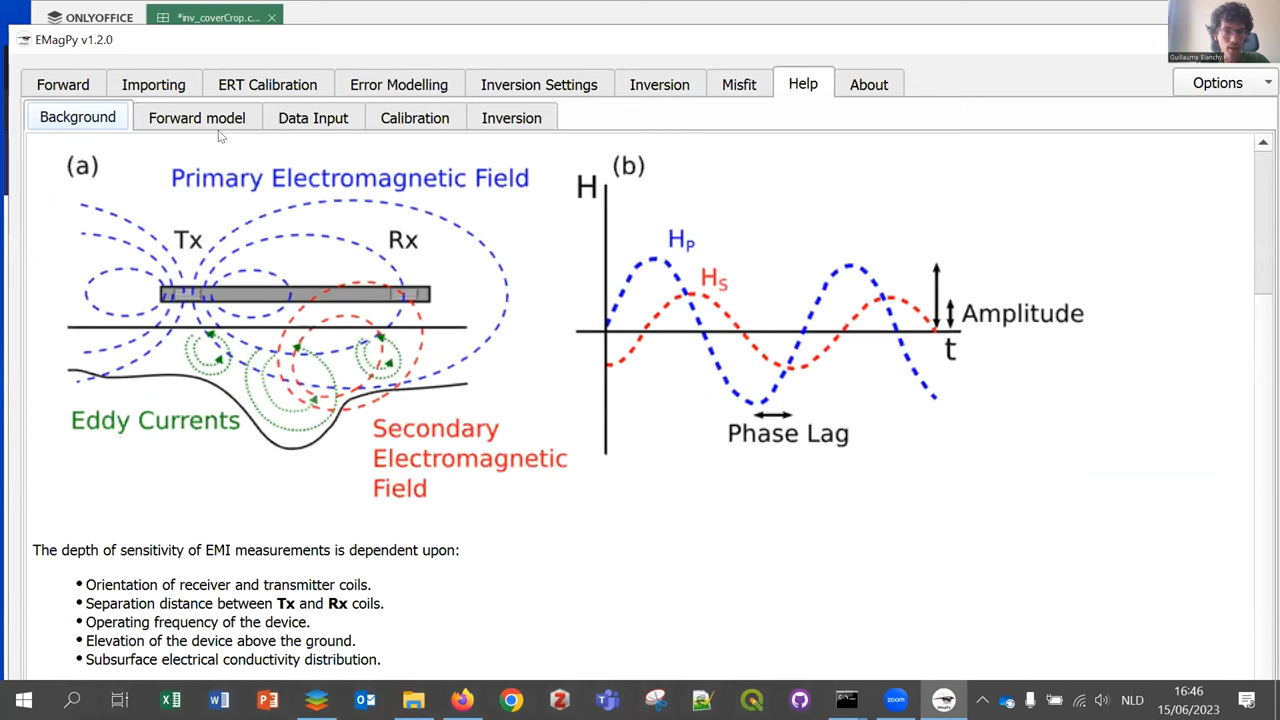 ONLYOFFICE
*inv_coverCrop.c...
EMagPy v1.2.0
Guillaume Blanchy
Forward
Importing
ERT Calibration
Error Modelling
Inversion Settings
Inversion
Misfit
Help
About
Options
Background
Forward model
Data Input
Calibration
Inversion
(a)
Primary Electromagnetic Field
Tx
Rx
Eddy Currents
Secondary
Electromagnetic
Field
(b)
H
HP
HS
Amplitude
t
Phase Lag
The depth of sensitivity of EMI measurements is dependent upon:
• Orientation of receiver and transmitter coils.
• Separation distance between Tx and Rx coils.
• Operating frequency of the device.
• Elevation of the device above the ground.
• Subsurface electrical conductivity distribution.
NLD
16:46
15/06/2023